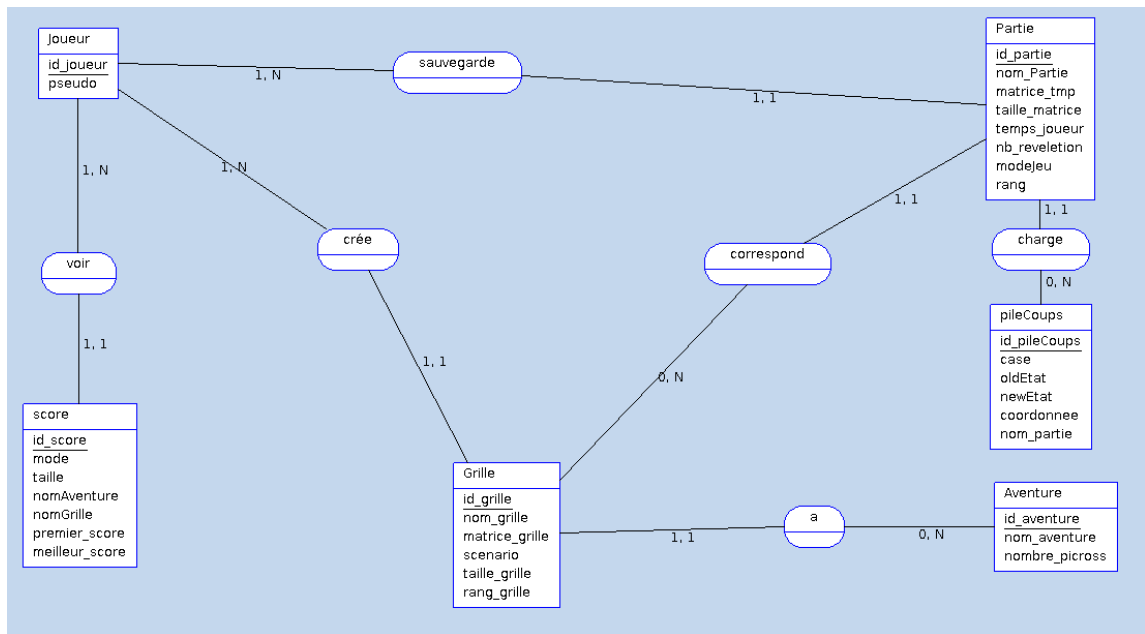 Joueur
id_joueur
pseudo
1, N
sauvegarde
1, 1
Partie
id_partie
nom_Partie
matrice_tmp
taille_matrice
temps_joueur
nb_reveletion
modeJeu
rang
1, N
voir
1, 1
1, N
crée
1, 1
1, 1
correspond
0, N
1, 1
charge
0, N
pileCoups
id_pileCoups
case
oldEtat
newEtat
coordonnee
nom_partie
score
id_score
mode
taille
nomAventure
nomGrille
premier_score
meilleur_score
Grille
id_grille
nom_grille
matrice_grille
scenario
taille_grille
rang_grille
1, 1
a
0, N
Aventure
id_aventure
nom_aventure
nombre_picross